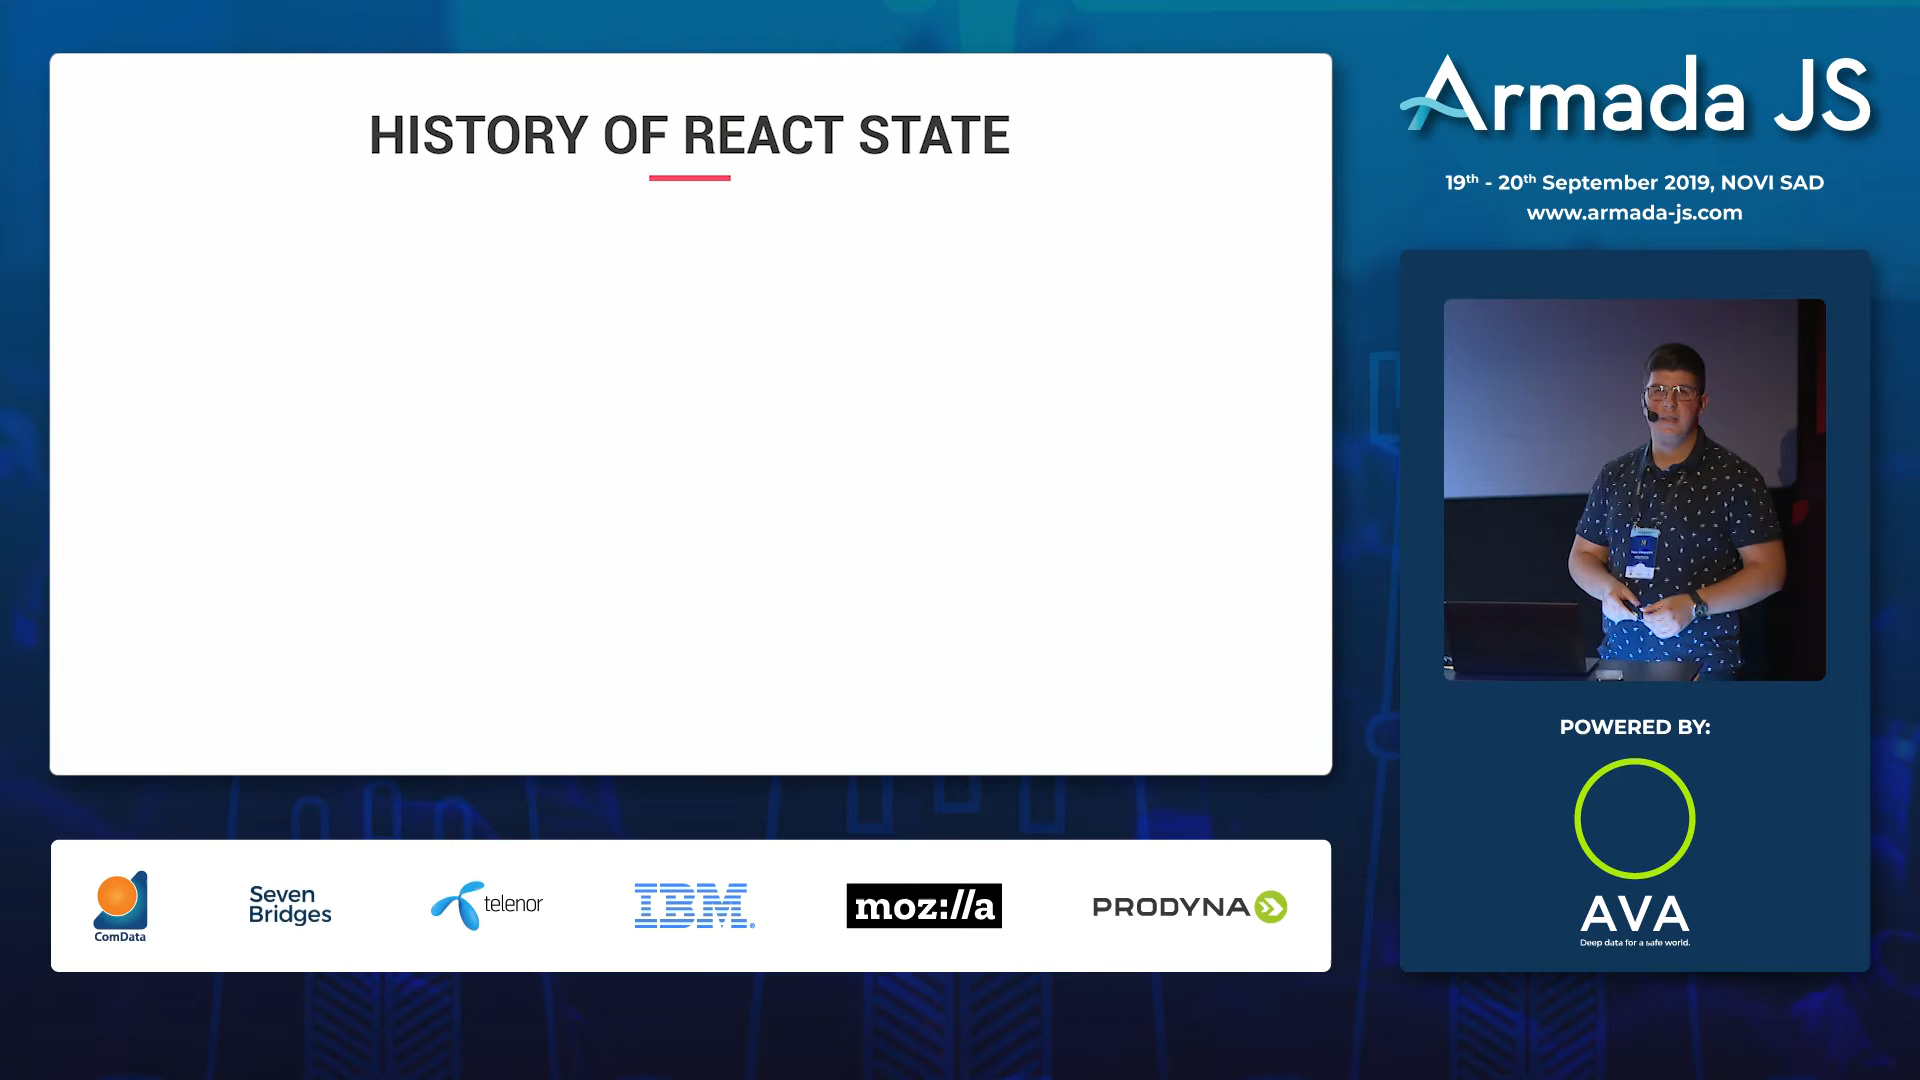 HISTORY OF REACT STATE
Armada JS
19th - 20th September 2019, NOVI SAD
www.armada-js.com
POWERED BY:
AVA
Deep data for a safe world.
ComData
Seven
Bridges
telenor
IBM
moz://a
PRODYNA